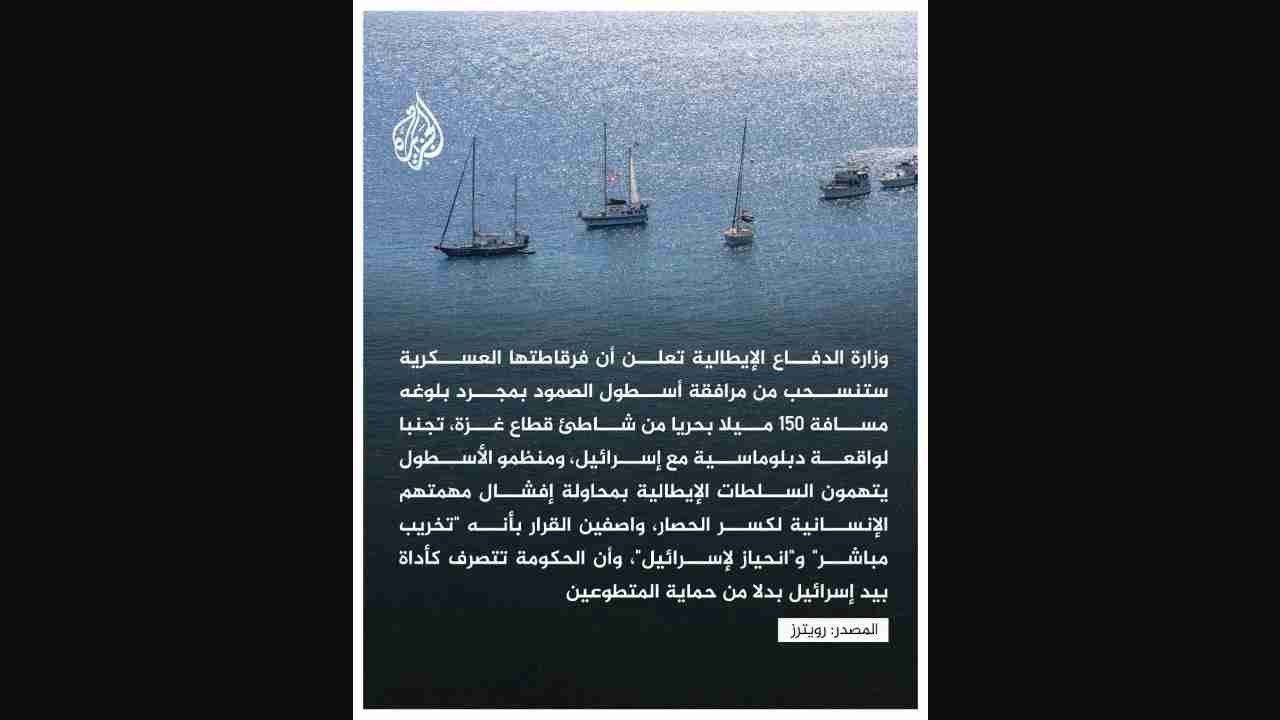 الجزيرة
وزارة الدفاع الإيطالية تعلن أن فرقاطتها العسكرية
ستنسحب من مرافقة أسطول الصمود بمجرد بلوغه
مسافة 150 ميلا بحريا من شاطئ قطاع غزة، تجنبا
لواقعة دبلوماسية مع إسرائيل، ومنظمو الأسطول
يتهمون السلطات الإيطالية بمحاولة إفشال مهمتهم
الإنسانية لكسر الحصار، واصفين القرار بأنه "تخريب
مباشر" و"انحياز لإسرائيل"، وأن الحكومة تتصرف كأداة
بيد إسرائيل بدلا من حماية المتطوعين
المصدر: رويترز